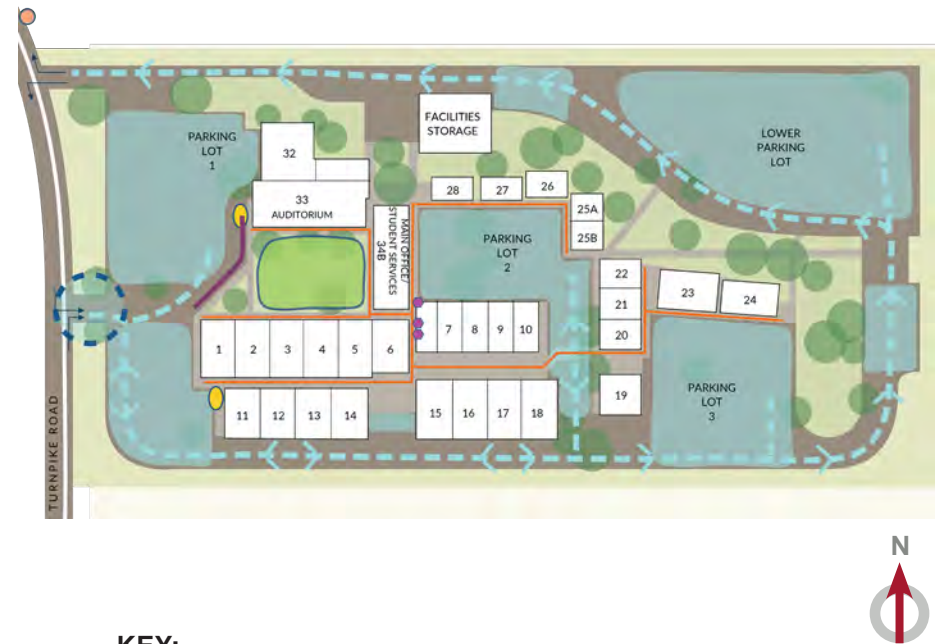 FACILITIES
STORAGE
PARKING
LOT
1
LOWER
PARKING
LOT
32
33
AUDITORIUM
28
27
26
25A
25B
MAIN OFFICE/
STUDENT SERVICES
34B
PARKING
LOT
2
22
21
20
23
24
1
2
3
4
5
6
7
8
9
10
19
PARKING
LOT
3
11
12
13
14
15
16
17
18
TURNPIKE ROAD
N
KEY: